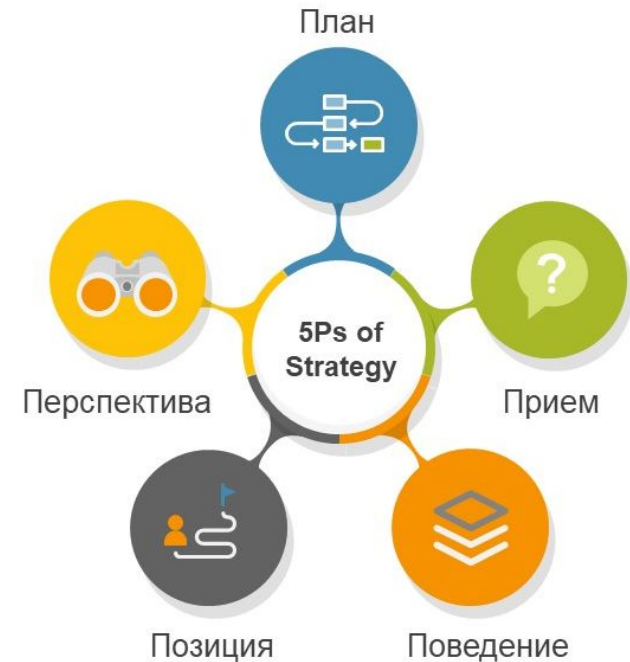 План
5Ps of
Strategy
Перспектива
Прием
?
Позиция
Поведение